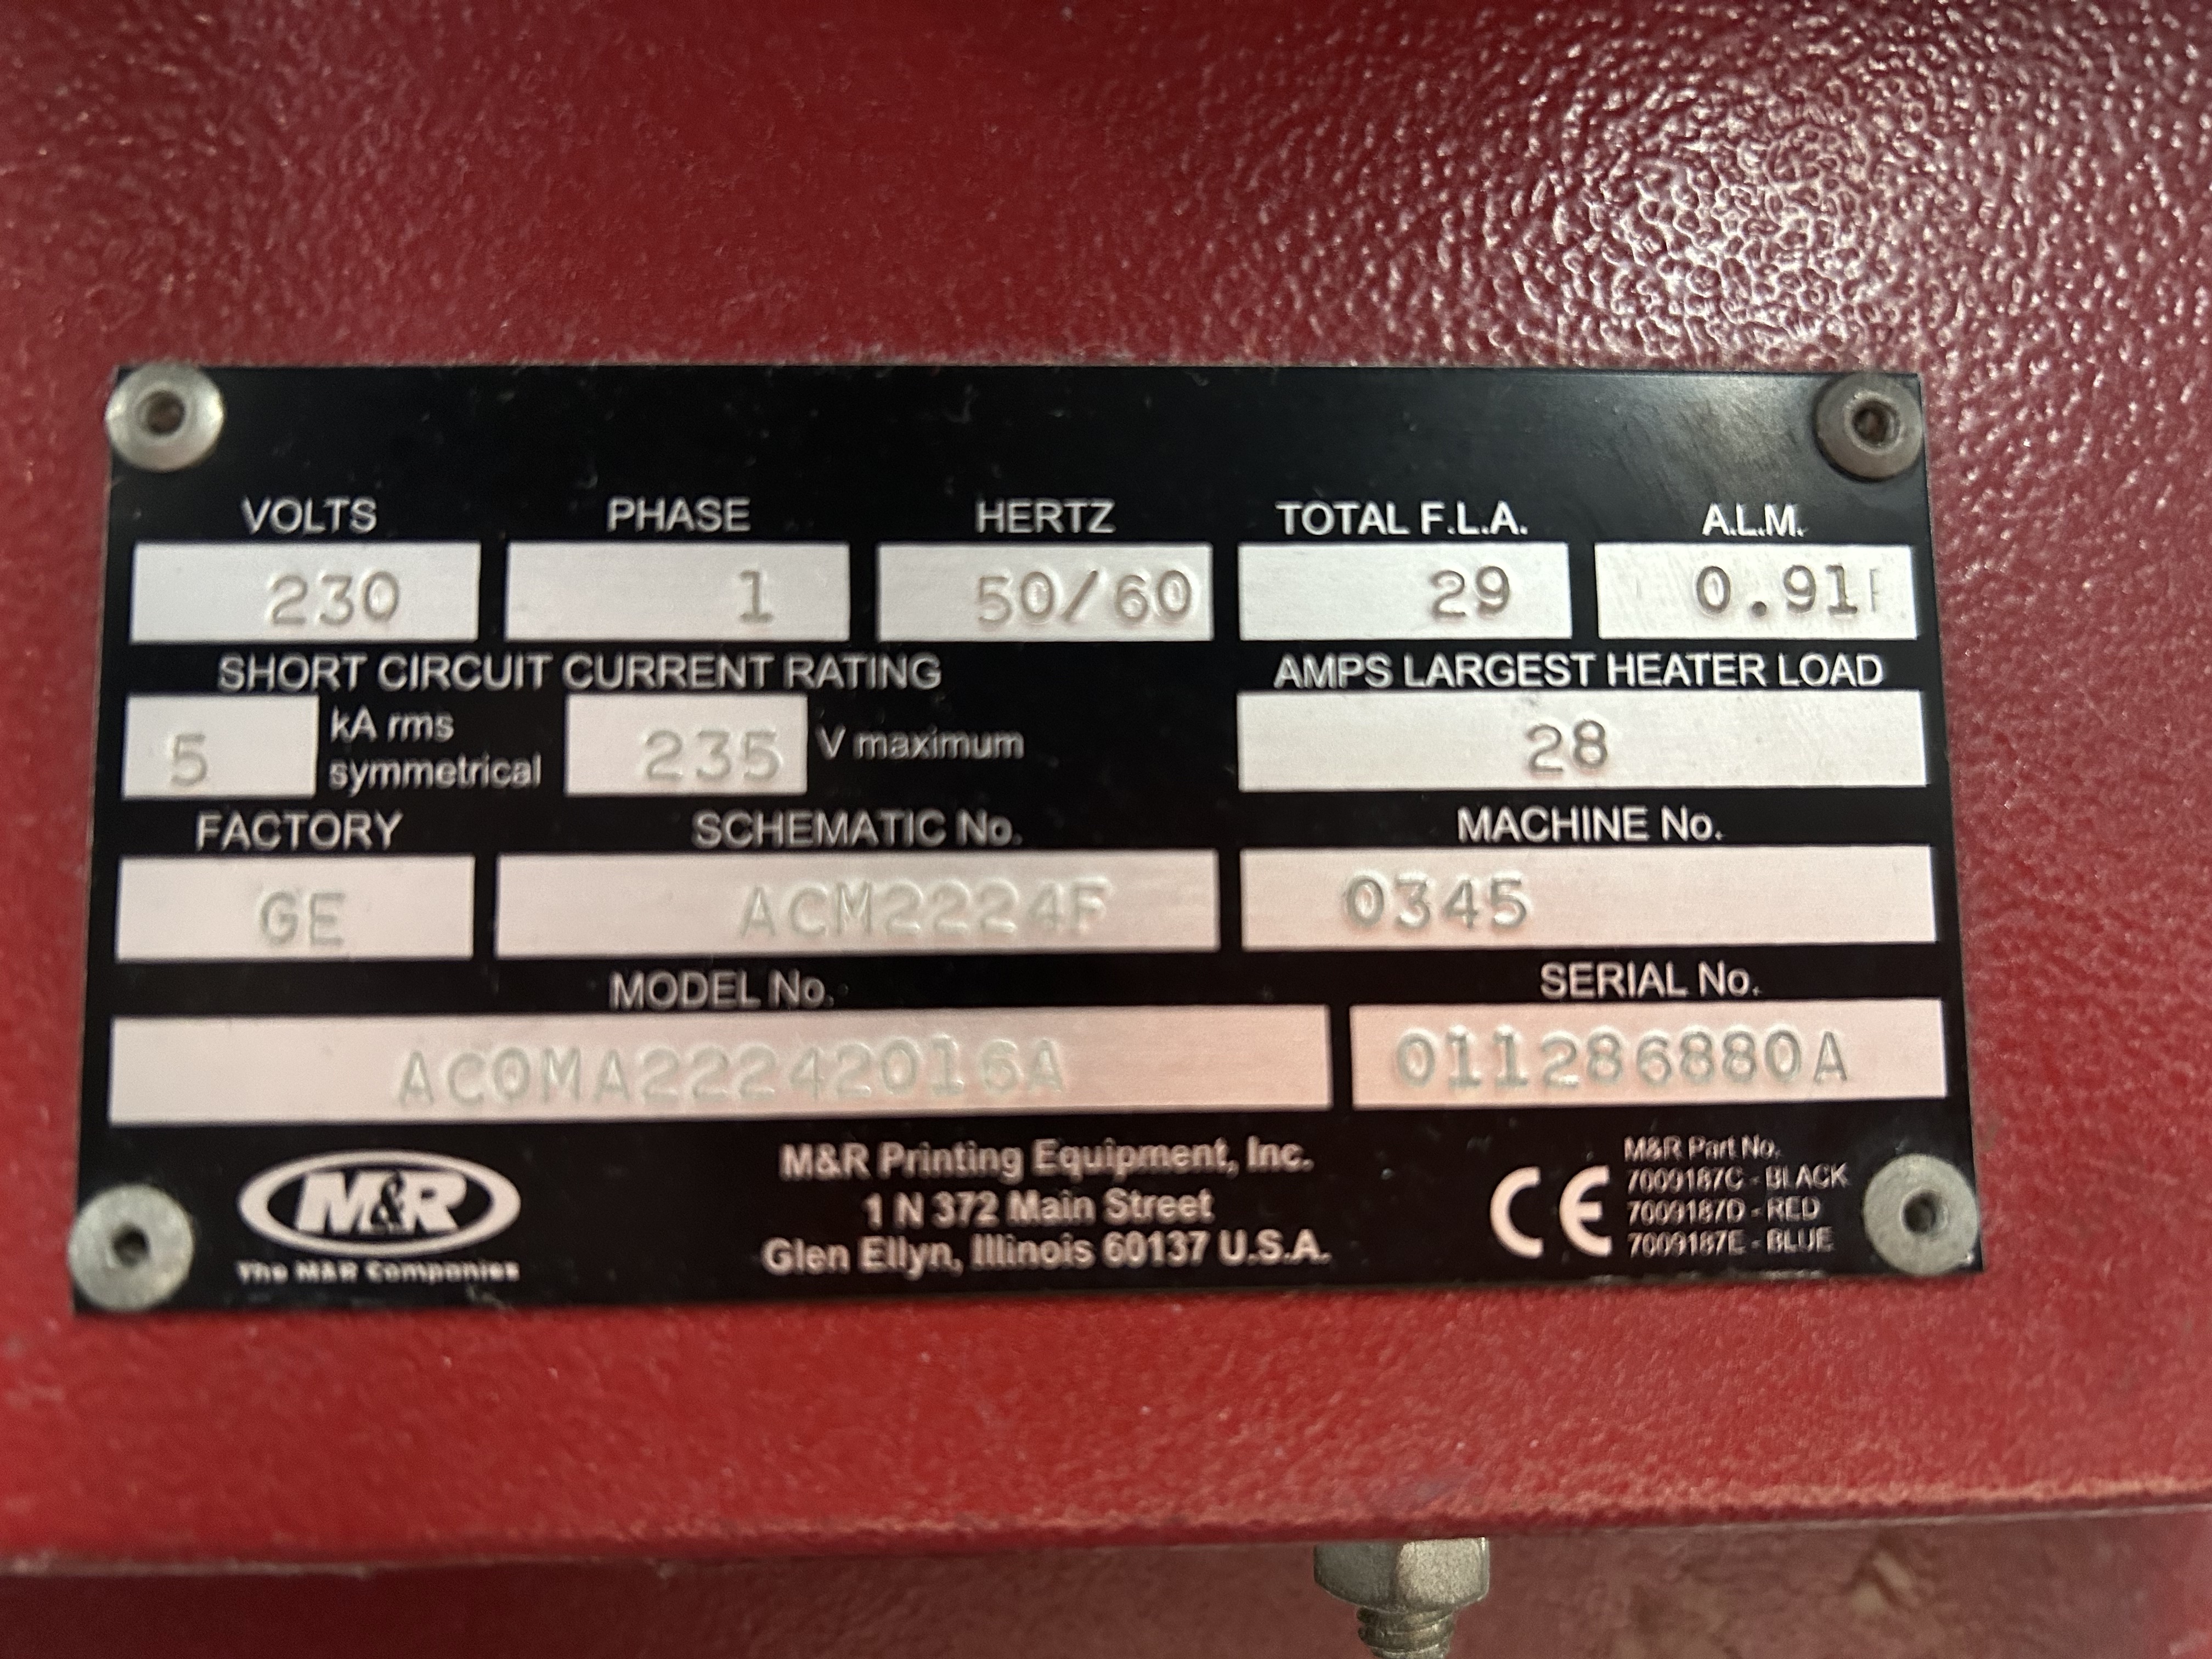 VOLTS PHASE HERTZ TOTAL F.L.A. A.L.M.
230 1 50/60 29 0.91
SHORT CIRCUIT CURRENT RATING AMPS LARGEST HEATER LOAD
5 kA rms symmetrical 235 V maximum 28
FACTORY SCHEMATIC No. MACHINE No.
GE ACM2224F 0345
MODEL No. SERIAL No.
ACOMA22242016A 011286880A
M&R
The M&R Companies
M&R Printing Equipment, Inc.
1 N 372 Main Street
Glen Ellyn, Illinois 60137 U.S.A.
CE
M&R Part No.
7009187C - BLACK
7009187D - RED
7009187E - BLUE